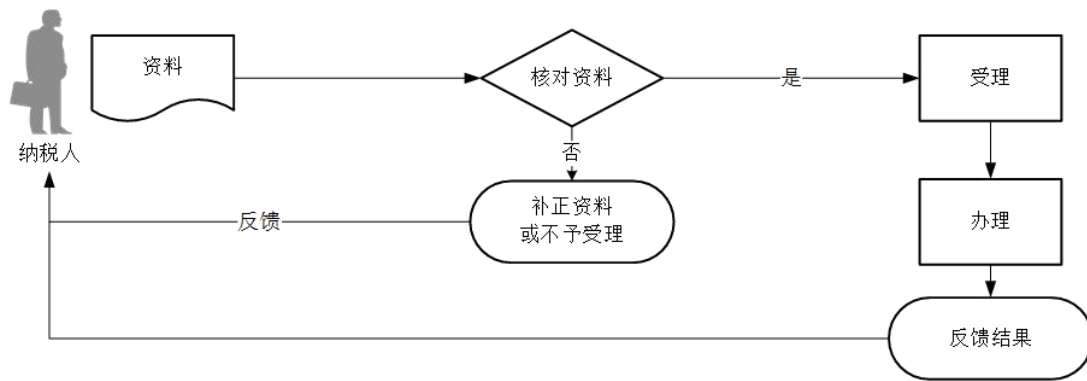 资料
核对资料
是
受理
纳税人
否
补正资料
或不予受理
反馈
办理
反馈结果